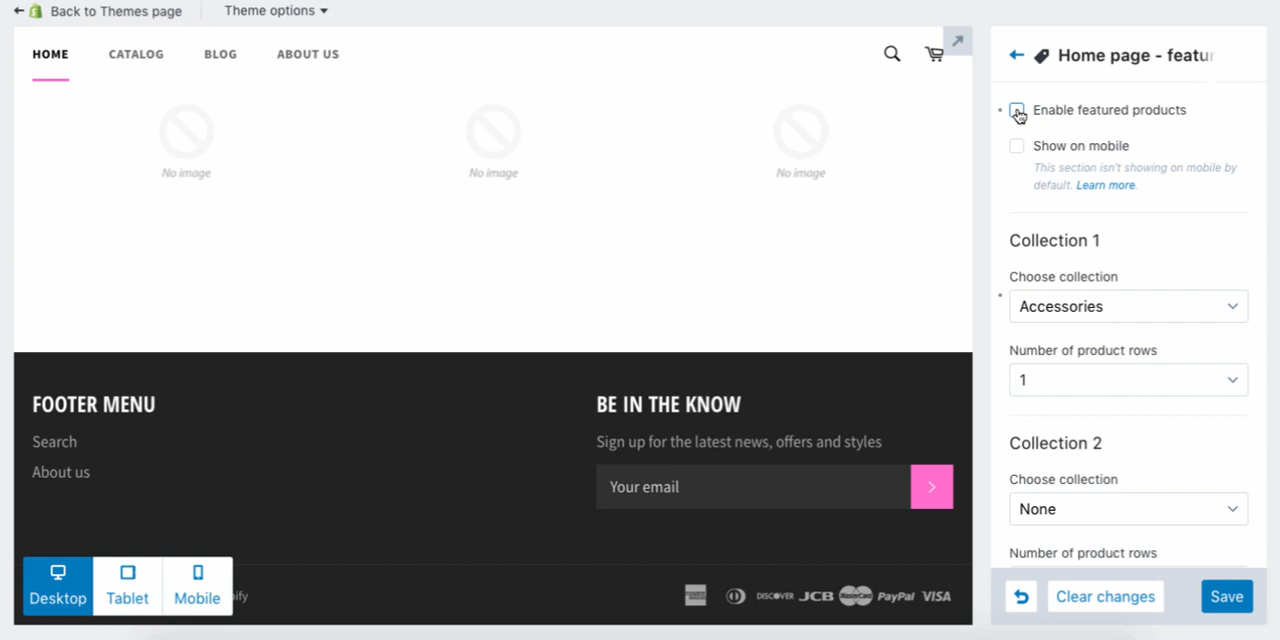 Back to Themes page
Theme options
HOME CATALOG BLOG ABOUT US
No image No image No image
FOOTER MENU
Search
About us
BE IN THE KNOW
Sign up for the latest news, offers and styles
Your email
Desktop Tablet Mobile
ify
DISCOVER JCB MasterCard PayPal VISA
Home page - featur
Enable featured products
Show on mobile
This section isn't showing on mobile by
default. Learn more.
Collection 1
Choose collection
Accessories
Number of product rows
1
Collection 2
Choose collection
None
Number of product rows
Clear changes
Save